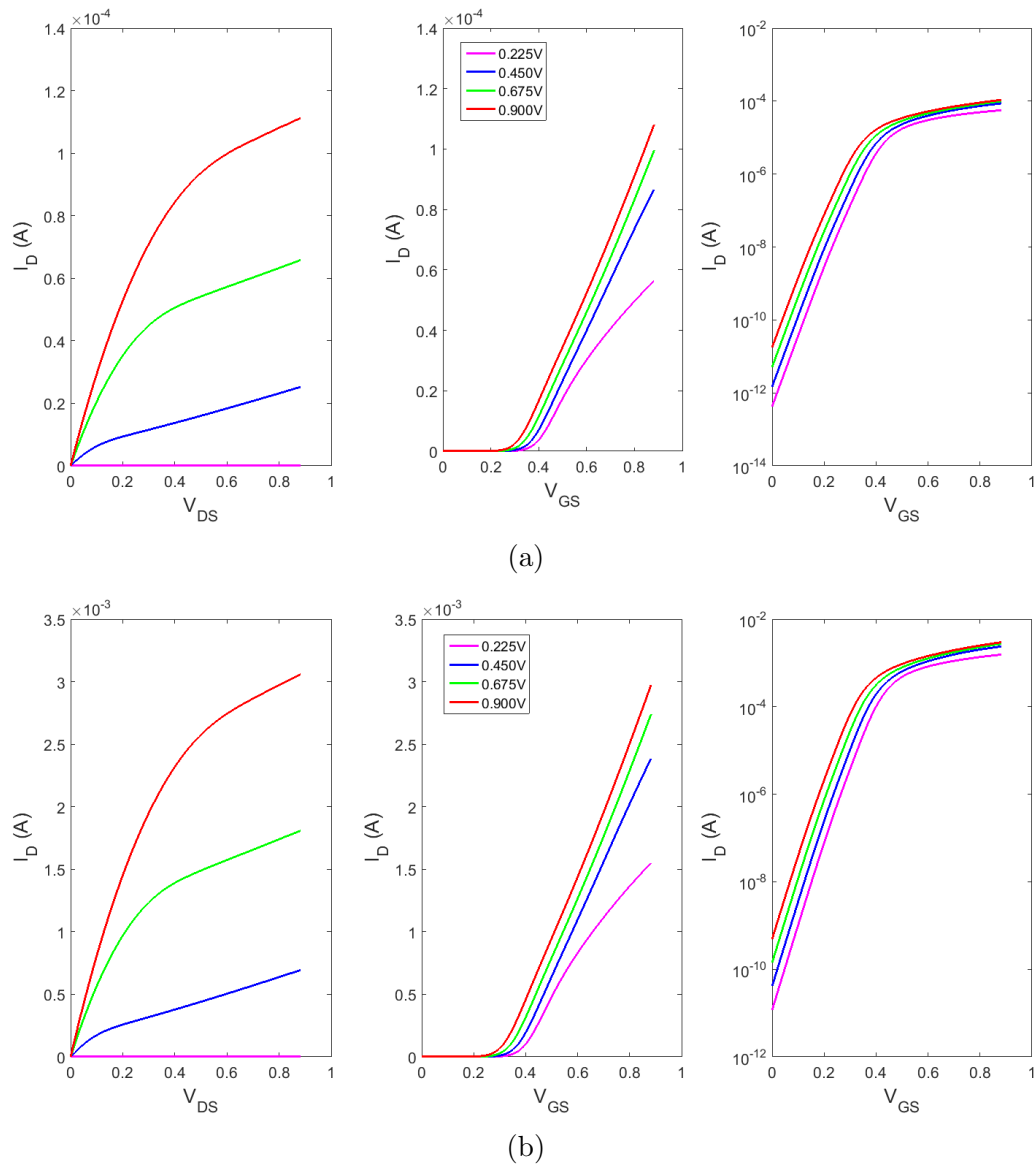 ×10⁻⁴
1.4
1.2
1
0.8
0.6
0.4
0.2
0
0 0.2 0.4 0.6 0.8 1
I_D (A)
V_DS
×10⁻⁴
1.4
1.2
1
0.8
0.6
0.4
0.2
0
0 0.2 0.4 0.6 0.8 1
I_D (A)
V_GS
0.225V
0.450V
0.675V
0.900V
10⁻²
10⁻⁴
10⁻⁶
10⁻⁸
10⁻¹⁰
10⁻¹²
10⁻¹⁴
0 0.2 0.4 0.6 0.8 1
I_D (A)
V_GS
(a)
×10⁻³
3.5
3
2.5
2
1.5
1
0.5
0
0 0.2 0.4 0.6 0.8 1
I_D (A)
V_DS
×10⁻³
3.5
3
2.5
2
1.5
1
0.5
0
0 0.2 0.4 0.6 0.8 1
I_D (A)
V_GS
0.225V
0.450V
0.675V
0.900V
10⁻²
10⁻⁴
10⁻⁶
10⁻⁸
10⁻¹⁰
10⁻¹²
0 0.2 0.4 0.6 0.8 1
I_D (A)
V_GS
(b)